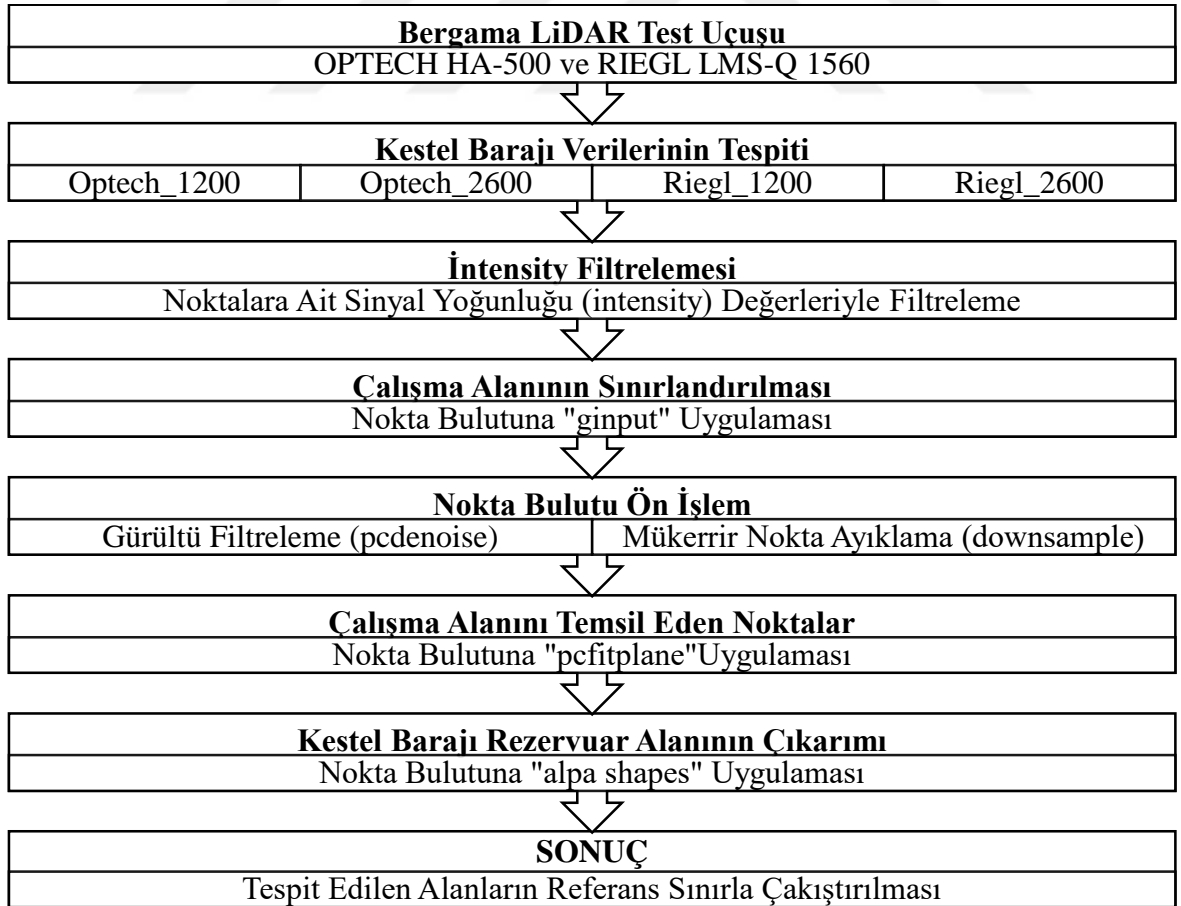 Bergama LiDAR Test Uçuşu
OPTECH HA-500 ve RIEGL LMS-Q 1560
Kestel Barajı Verilerinin Tespiti
Optech_1200 Optech_2600 Riegl_1200 Riegl_2600
İntensity Filtrelemesi
Noktalara Ait Sinyal Yoğunluğu (intensity) Değerleriyle Filtreleme
Çalışma Alanının Sınırlandırılması
Nokta Bulutuna "ginput" Uygulaması
Nokta Bulutu Ön İşlem
Gürültü Filtreleme (pcdenoise) Mükerrir Nokta Ayıklama (downsample)
Çalışma Alanını Temsil Eden Noktalar
Nokta Bulutuna "pcfitplane"Uygulaması
Kestel Barajı Rezervuar Alanının Çıkarımı
Nokta Bulutuna "alpa shapes" Uygulaması
SONUÇ
Tespit Edilen Alanların Referans Sınırla Çakıştırılması